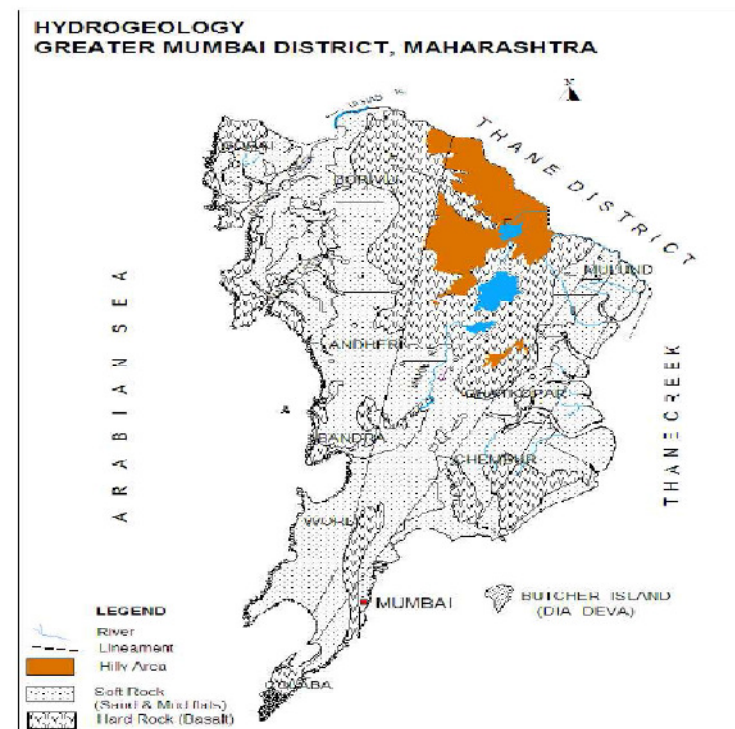 HYDROGEOLOGY
GREATER MUMBAI DISTRICT, MAHARASHTRA
N
THANE DISTRICT
GORAI
BORIVLI
MULUND
ARABIAN SEA
ANDHERI
THANE CREEK
GHATKOPAR
BANDRA
CHEMBUR
WORLI
MUMBAI
BUTCHER ISLAND
(DIA DEVA)
COLABA
LEGEND
River
Lineament
Hilly Area
Soft Rock
(Sand & Mud flats)
Hard Rock (Basalt)